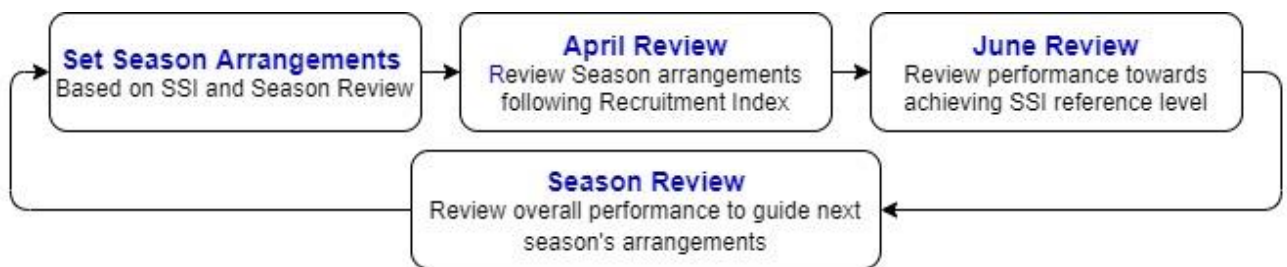 Set Season Arrangements
Based on SSI and Season Review
April Review
Review Season arrangements
following Recruitment Index
June Review
Review performance towards
achieving SSI reference level
Season Review
Review overall performance to guide next
season's arrangements